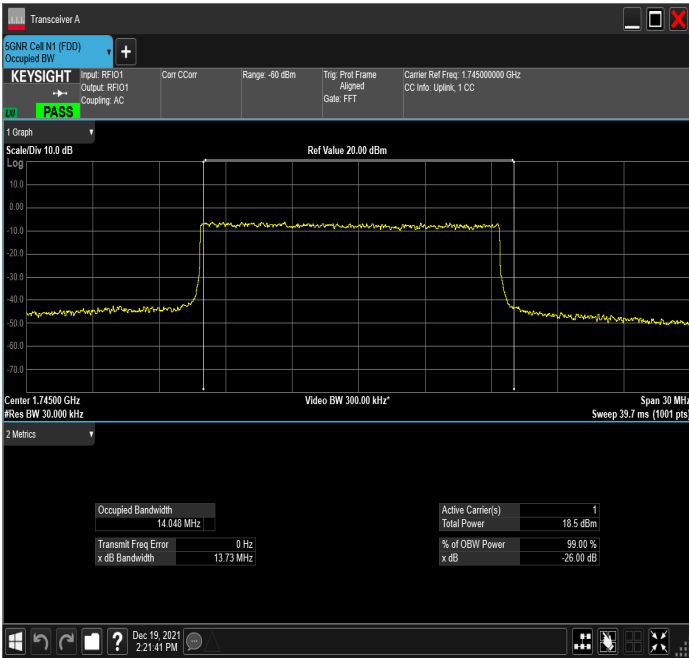 Transceiver A
5GNR Cell N1 (FDD)
Occupied BW
KEYSIGHT
PASS
Input: RFIO1
Output: RFIO1
Coupling: AC
Corr CCorr
Range: -60 dBm
Trig: Prot Frame
Aligned
Gate: FFT
Carrier Ref Freq: 1.745000000 GHz
CC Info: Uplink, 1 CC
1 Graph
Scale/Div 10.0 dB
Ref Value 20.00 dBm
Log
10.0
0.00
-10.0
-20.0
-30.0
-40.0
-50.0
-60.0
-70.0
Center 1.74500 GHz
Video BW 300.00 kHz*
Span 30 MHz
#Res BW 30.000 kHz
Sweep 39.7 ms (1001 pts)
2 Metrics
Occupied Bandwidth
14.048 MHz
Transmit Freq Error 0 Hz
x dB Bandwidth 13.73 MHz
Active Carrier(s) 1
Total Power 18.5 dBm
% of OBW Power 99.00 %
x dB -26.00 dB
?
Dec 19, 2021
2:21:41 PM